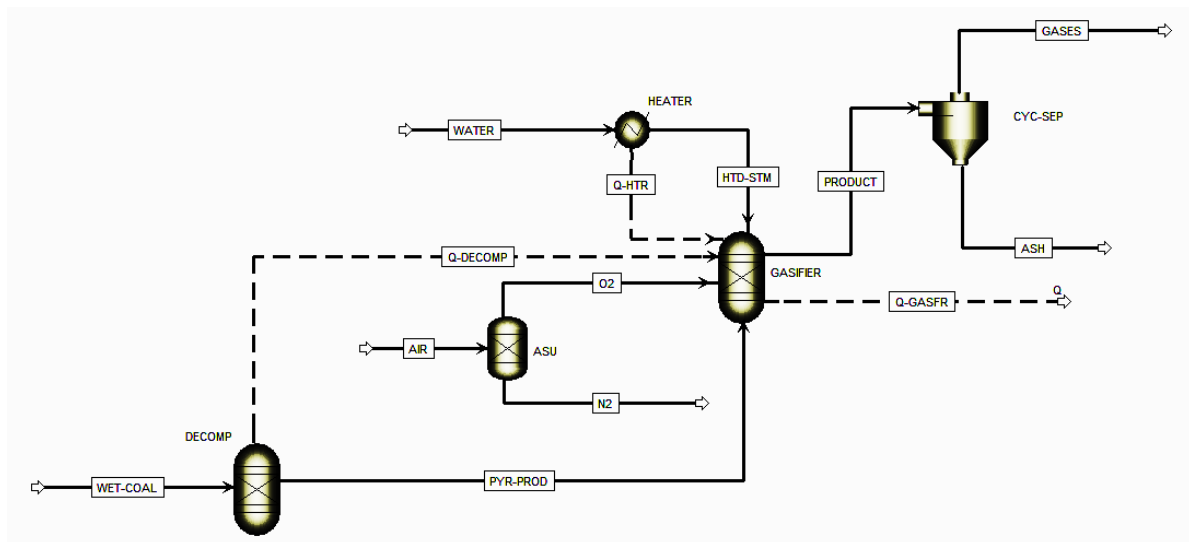 GASES
HEATER
CYC-SEP
WATER
Q-HTR
HTD-STM
PRODUCT
ASH
Q-DECOMP
GASIFIER
O2
Q-GASFR
Q
AIR
ASU
N2
DECOMP
WET-COAL
PYR-PROD